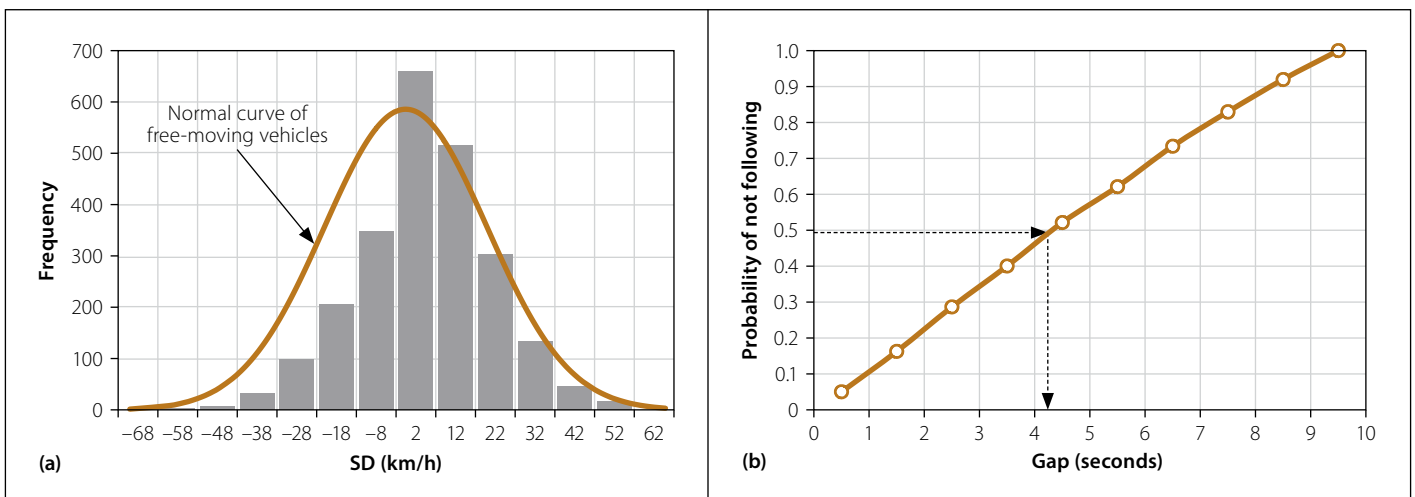 700
600
500
400
300
200
100
0
Frequency
Normal curve of
free-moving vehicles
–68 –58 –48 –38 –28 –18 –8 2 12 22 32 42 52 62
(a)
SD (km/h)
1.0
0.9
0.8
0.7
0.6
0.5
0.4
0.3
0.2
0.1
0
Probability of not following
0 1 2 3 4 5 6 7 8 9 10
(b)
Gap (seconds)